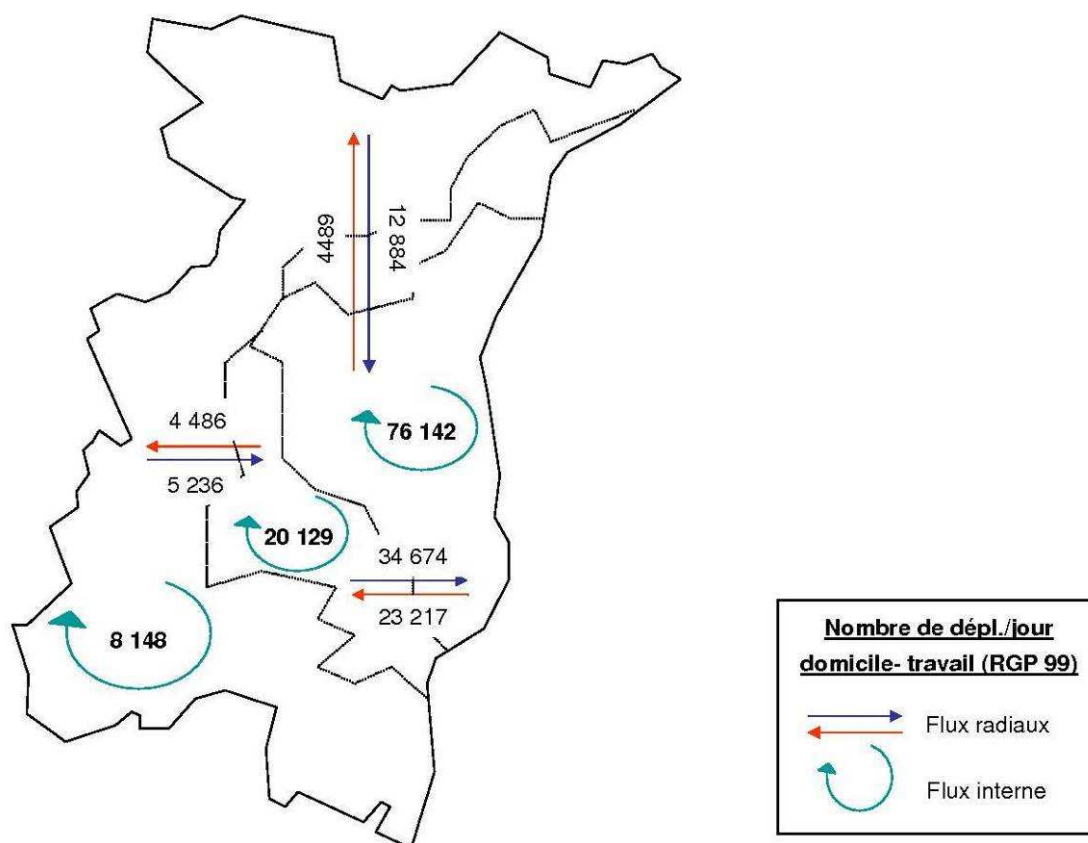 4489
12 884
4 486
5 236
76 142
20 129
34 674
23 217
8 148
Nombre de dépl./jour
domicile- travail (RGP 99)
Flux radiaux
Flux interne